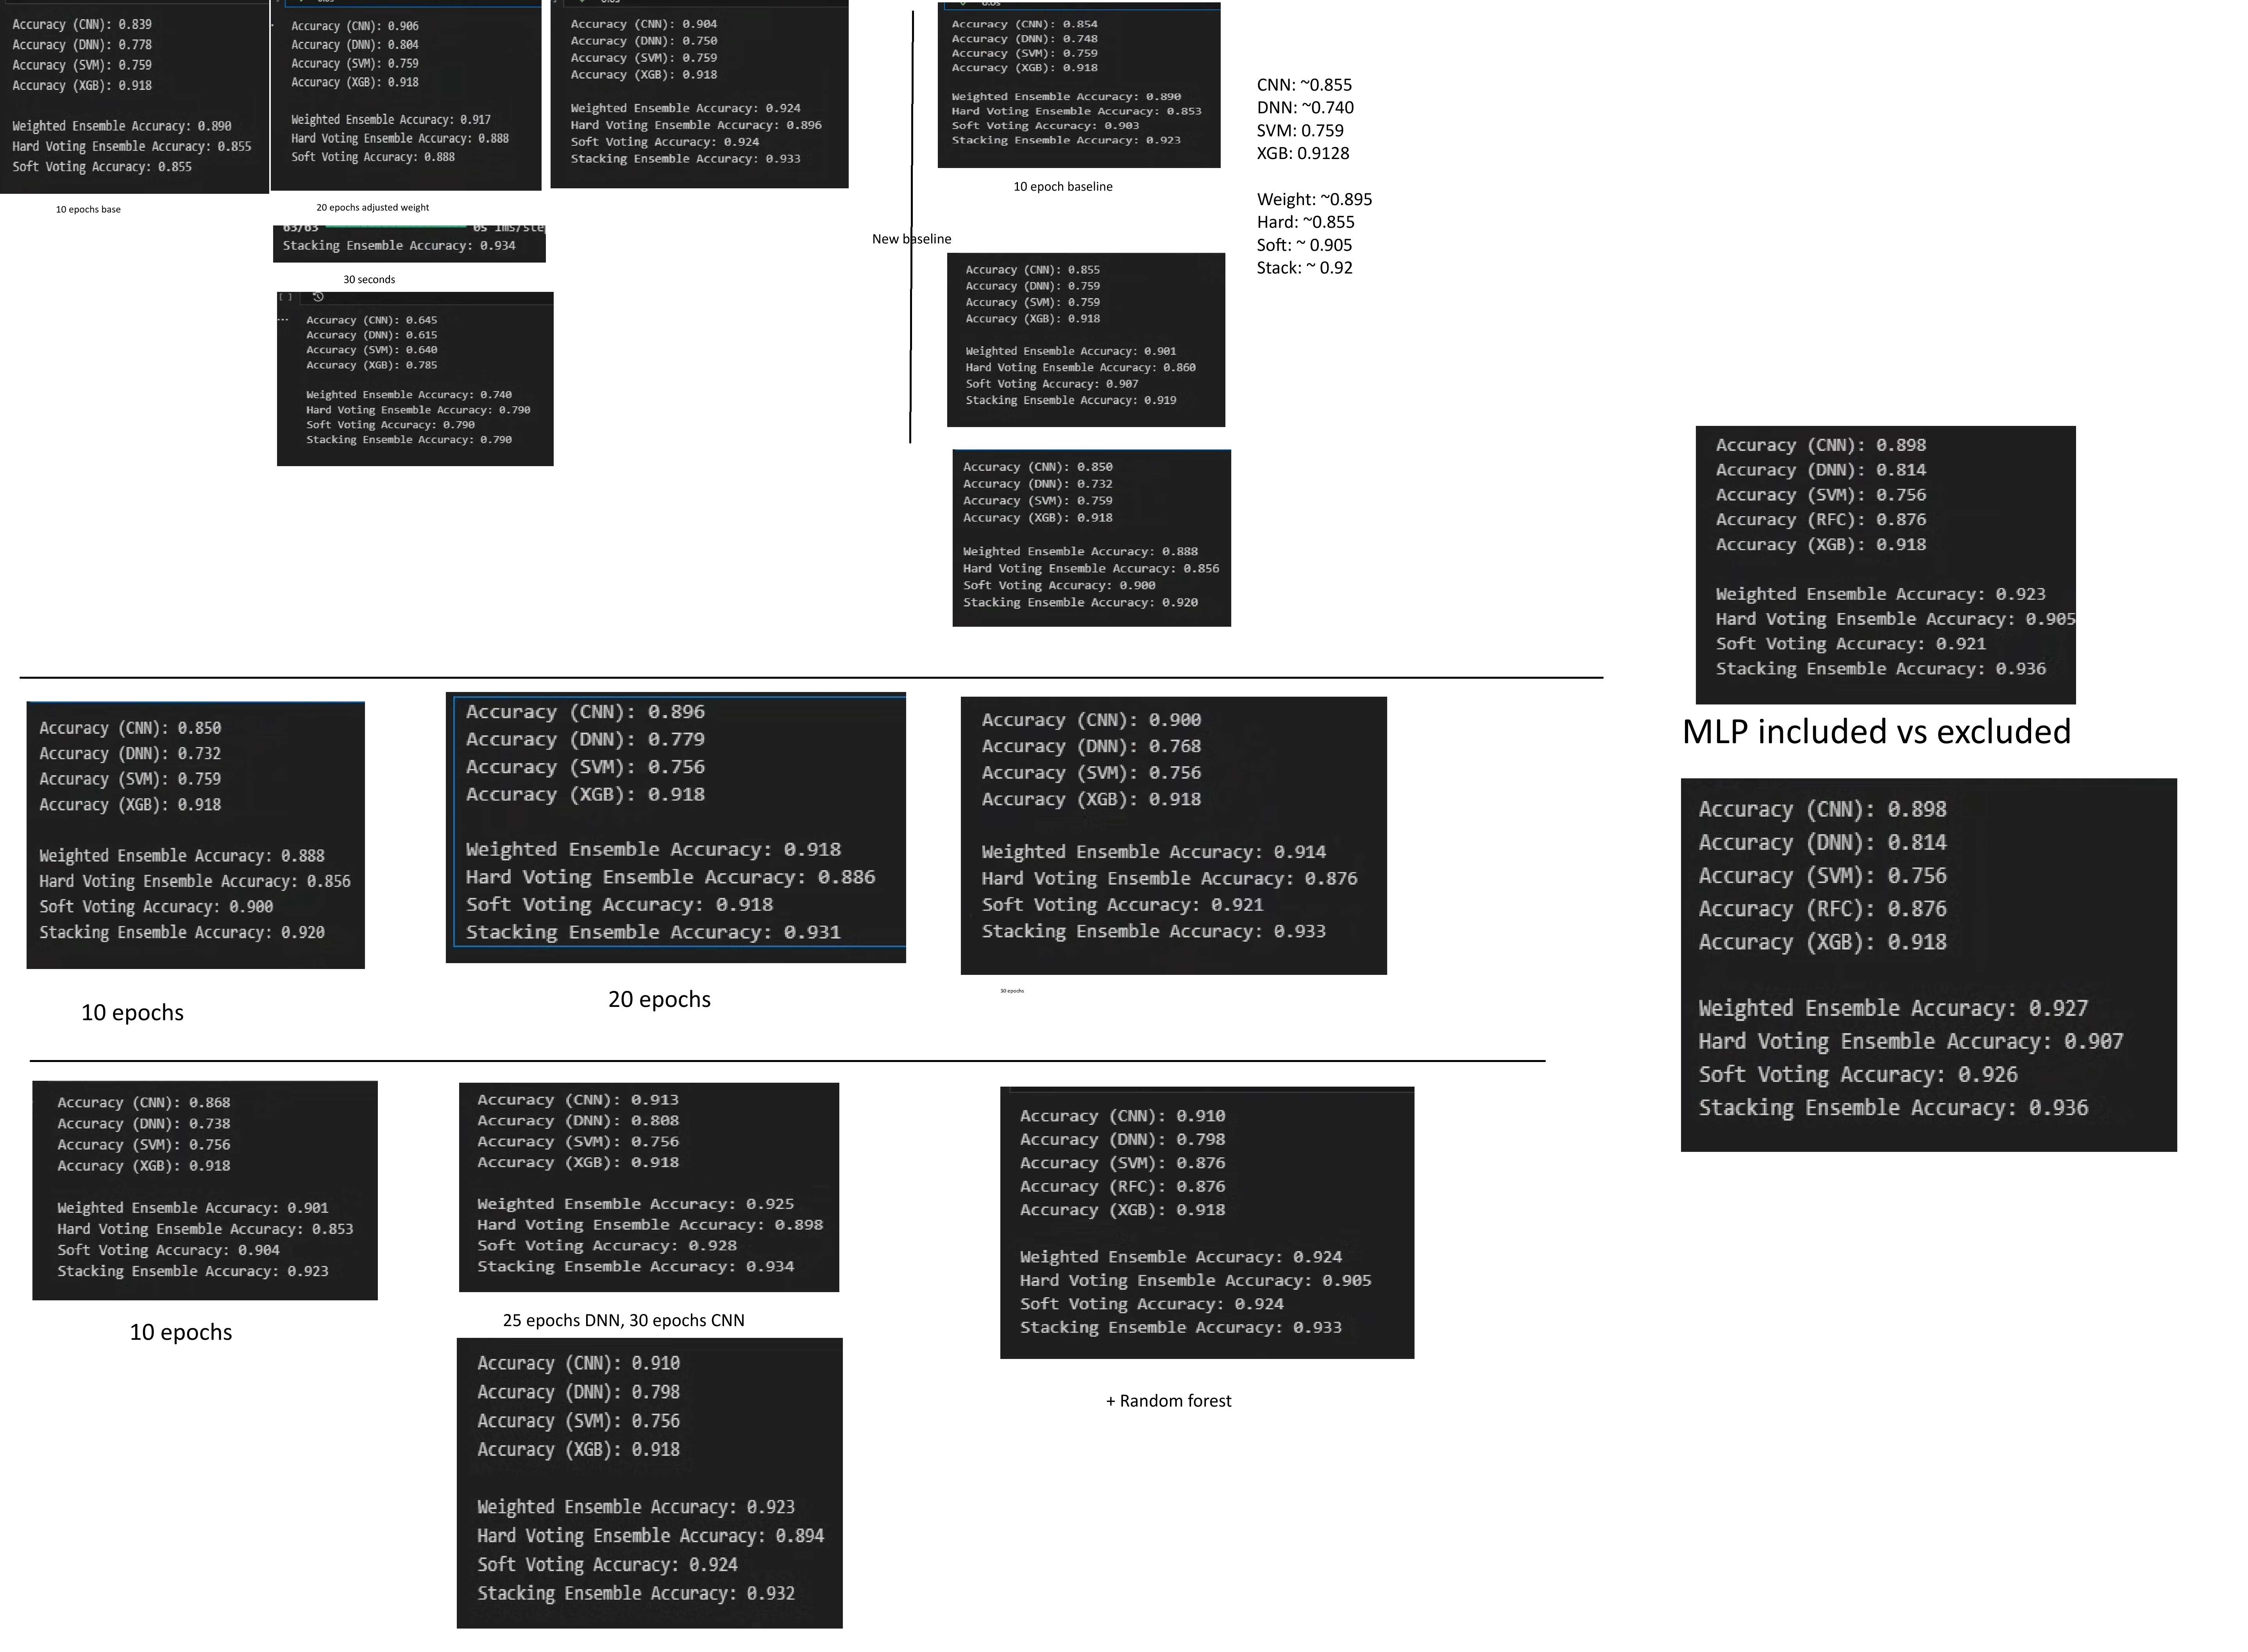 Accuracy (CNN): 0.839
Accuracy (DNN): 0.778
Accuracy (SVM): 0.759
Accuracy (XGB): 0.918
Weighted Ensemble Accuracy: 0.890
Hard Voting Ensemble Accuracy: 0.855
Soft Voting Accuracy: 0.855
10 epochs base
Accuracy (CNN): 0.906
Accuracy (DNN): 0.804
Accuracy (SVM): 0.759
Accuracy (XGB): 0.918
Weighted Ensemble Accuracy: 0.917
Hard Voting Ensemble Accuracy: 0.888
Soft Voting Accuracy: 0.888
20 epochs adjusted weight
63/63 0s 1ms/step
Stacking Ensemble Accuracy: 0.934
30 seconds
Accuracy (CNN): 0.645
Accuracy (DNN): 0.615
Accuracy (SVM): 0.640
Accuracy (XGB): 0.785
Weighted Ensemble Accuracy: 0.740
Hard Voting Ensemble Accuracy: 0.790
Soft Voting Accuracy: 0.790
Stacking Ensemble Accuracy: 0.790
Accuracy (CNN): 0.904
Accuracy (DNN): 0.750
Accuracy (SVM): 0.759
Accuracy (XGB): 0.918
Weighted Ensemble Accuracy: 0.924
Hard Voting Ensemble Accuracy: 0.896
Soft Voting Accuracy: 0.924
Stacking Ensemble Accuracy: 0.933
New baseline
Accuracy (CNN): 0.854
Accuracy (DNN): 0.748
Accuracy (SVM): 0.759
Accuracy (XGB): 0.918
Weighted Ensemble Accuracy: 0.890
Hard Voting Ensemble Accuracy: 0.853
Soft Voting Accuracy: 0.903
Stacking Ensemble Accuracy: 0.923
10 epoch baseline
Accuracy (CNN): 0.855
Accuracy (DNN): 0.759
Accuracy (SVM): 0.759
Accuracy (XGB): 0.918
Weighted Ensemble Accuracy: 0.901
Hard Voting Ensemble Accuracy: 0.860
Soft Voting Accuracy: 0.907
Stacking Ensemble Accuracy: 0.919
Accuracy (CNN): 0.850
Accuracy (DNN): 0.732
Accuracy (SVM): 0.759
Accuracy (XGB): 0.918
Weighted Ensemble Accuracy: 0.888
Hard Voting Ensemble Accuracy: 0.856
Soft Voting Accuracy: 0.900
Stacking Ensemble Accuracy: 0.920
CNN: ~0.855
DNN: ~0.740
SVM: 0.759
XGB: 0.9128
Weight: ~0.895
Hard: ~0.855
Soft: ~ 0.905
Stack: ~ 0.92
Accuracy (CNN): 0.850
Accuracy (DNN): 0.732
Accuracy (SVM): 0.759
Accuracy (XGB): 0.918
Weighted Ensemble Accuracy: 0.888
Hard Voting Ensemble Accuracy: 0.856
Soft Voting Accuracy: 0.900
Stacking Ensemble Accuracy: 0.920
10 epochs
Accuracy (CNN): 0.896
Accuracy (DNN): 0.779
Accuracy (SVM): 0.756
Accuracy (XGB): 0.918
Weighted Ensemble Accuracy: 0.918
Hard Voting Ensemble Accuracy: 0.886
Soft Voting Accuracy: 0.918
Stacking Ensemble Accuracy: 0.931
20 epochs
Accuracy (CNN): 0.900
Accuracy (DNN): 0.768
Accuracy (SVM): 0.756
Accuracy (XGB): 0.918
Weighted Ensemble Accuracy: 0.914
Hard Voting Ensemble Accuracy: 0.876
Soft Voting Accuracy: 0.921
Stacking Ensemble Accuracy: 0.933
30 epochs
Accuracy (CNN): 0.868
Accuracy (DNN): 0.738
Accuracy (SVM): 0.756
Accuracy (XGB): 0.918
Weighted Ensemble Accuracy: 0.901
Hard Voting Ensemble Accuracy: 0.853
Soft Voting Accuracy: 0.904
Stacking Ensemble Accuracy: 0.923
10 epochs
Accuracy (CNN): 0.913
Accuracy (DNN): 0.808
Accuracy (SVM): 0.756
Accuracy (XGB): 0.918
Weighted Ensemble Accuracy: 0.925
Hard Voting Ensemble Accuracy: 0.898
Soft Voting Accuracy: 0.928
Stacking Ensemble Accuracy: 0.934
25 epochs DNN, 30 epochs CNN
Accuracy (CNN): 0.910
Accuracy (DNN): 0.798
Accuracy (SVM): 0.756
Accuracy (XGB): 0.918
Weighted Ensemble Accuracy: 0.923
Hard Voting Ensemble Accuracy: 0.894
Soft Voting Accuracy: 0.924
Stacking Ensemble Accuracy: 0.932
Accuracy (CNN): 0.910
Accuracy (DNN): 0.798
Accuracy (SVM): 0.876
Accuracy (RFC): 0.876
Accuracy (XGB): 0.918
Weighted Ensemble Accuracy: 0.924
Hard Voting Ensemble Accuracy: 0.905
Soft Voting Accuracy: 0.924
Stacking Ensemble Accuracy: 0.933
+ Random forest
Accuracy (CNN): 0.898
Accuracy (DNN): 0.814
Accuracy (SVM): 0.756
Accuracy (RFC): 0.876
Accuracy (XGB): 0.918
Weighted Ensemble Accuracy: 0.923
Hard Voting Ensemble Accuracy: 0.905
Soft Voting Accuracy: 0.921
Stacking Ensemble Accuracy: 0.936
MLP included vs excluded
Accuracy (CNN): 0.898
Accuracy (DNN): 0.814
Accuracy (SVM): 0.756
Accuracy (RFC): 0.876
Accuracy (XGB): 0.918
Weighted Ensemble Accuracy: 0.927
Hard Voting Ensemble Accuracy: 0.907
Soft Voting Accuracy: 0.926
Stacking Ensemble Accuracy: 0.936